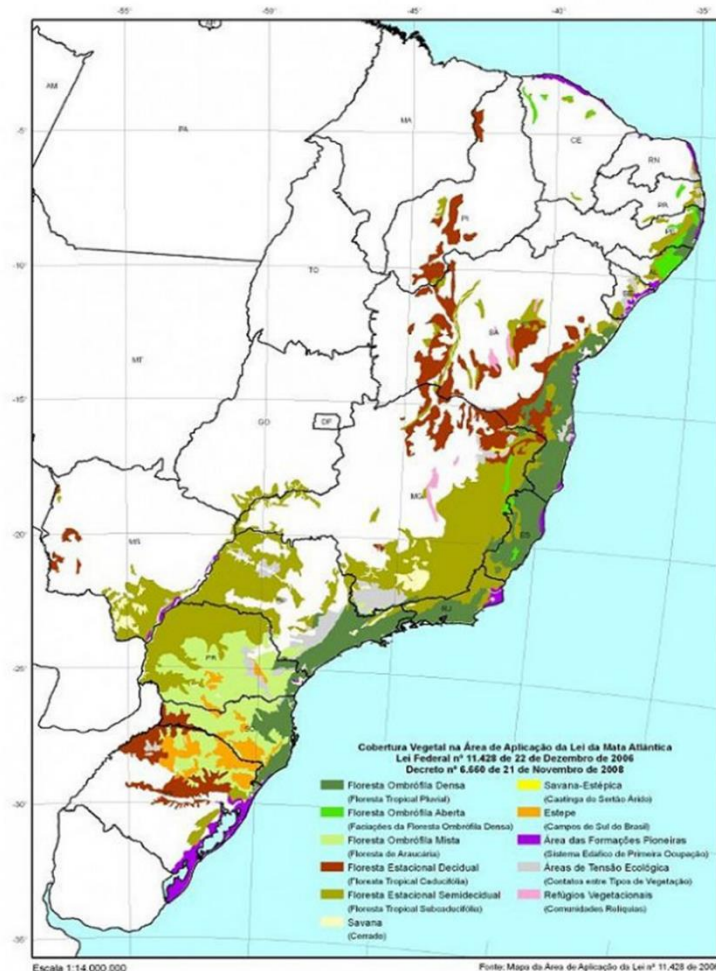 -55°
-50°
-45°
-40°
-35°
AM
PA
MA
CE
RN
-5°
PA
PI
PE
TO
-10°
BA
MT
-15°
GO
DF
MG
ES
-20°
MS
RJ
PR
-25°
SC
-30°
-35°
Cobertura Vegetal na Área de Aplicação da Lei da Mata Atlântica
Lei Federal nº 11.428 de 22 de Dezembro de 2006
Decreto nº 6.660 de 21 de Novembro de 2008
Floresta Ombrófila Densa
(Floresta Tropical Pluvial)
Floresta Ombrófila Aberta
(Faciações da Floresta Ombrófila Densa)
Floresta Ombrófila Mista
(Floresta de Araucária)
Floresta Estacional Decidual
(Floresta Tropical Caducifólia)
Floresta Estacional Semidecidual
(Floresta Tropical Subcaducifólia)
Savana
(Cerrado)
Savana-Estépica
(Caatinga do Sertão Árido)
Estepe
(Campos do Sul do Brasil)
Área das Formações Pioneiras
(Sistema Edáfico de Primeira Ocupação)
Áreas de Tensão Ecológica
(Contatos entre Tipos de Vegetação)
Refúgios Vegetacionais
(Comunidades Relíquias)
Escala 1:14.000.000
Fonte: Mapa da Área de Aplicação da Lei nº 11.428 de 2006